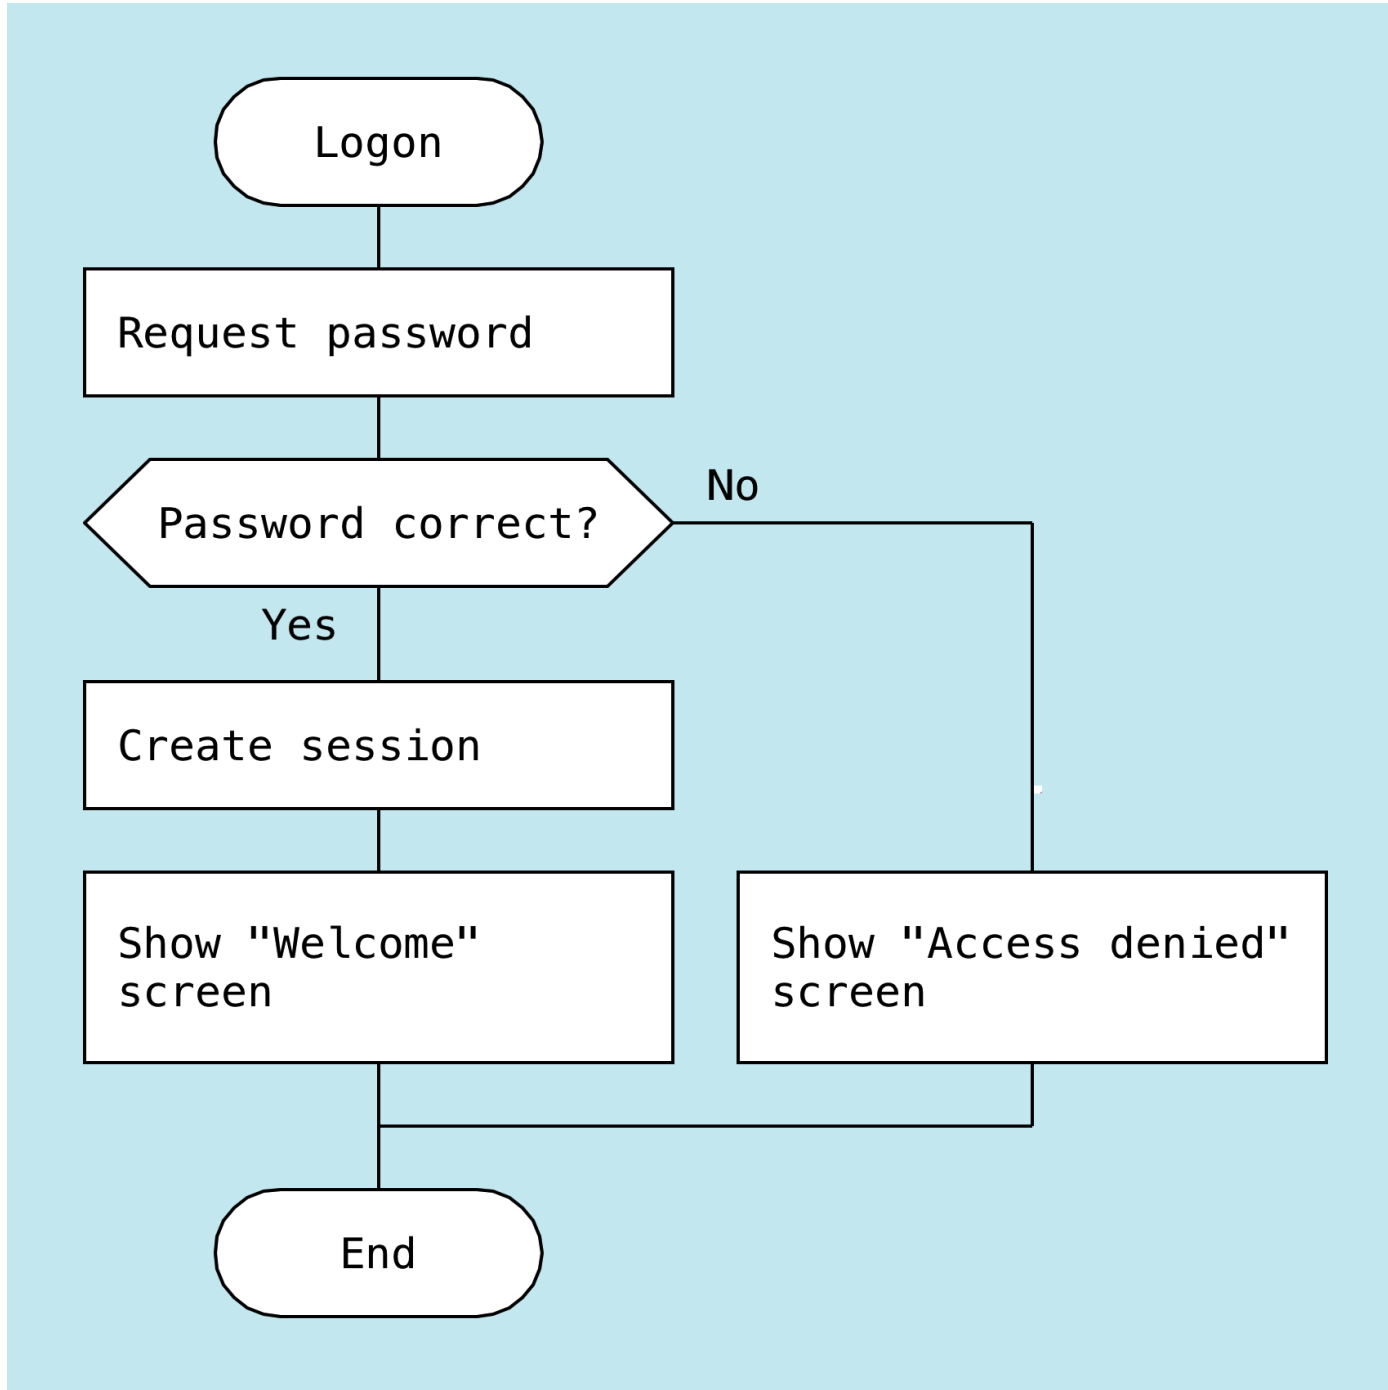 Logon
Request password
Password correct?
No
Yes
Create session
Show "Welcome"
screen
Show "Access denied"
screen
End